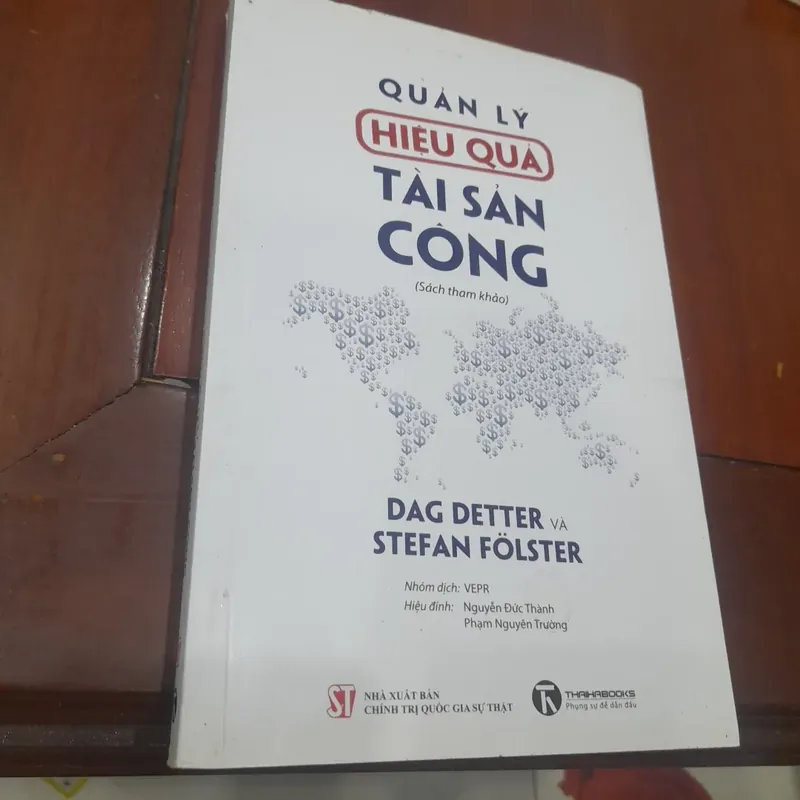 QUẢN LÝ
HIỆU QUẢ
TÀI SẢN
CÔNG
(Sách tham khảo)
DAG DETTER VÀ
STEFAN FÖLSTER
Nhóm dịch: VEPR
Hiệu đính: Nguyễn Đức Thành
Phạm Nguyên Trường
ST
NHÀ XUẤT BẢN
CHÍNH TRỊ QUỐC GIA SỰ THẬT
THAIHABOOKS
Phụng sự để dẫn đầu